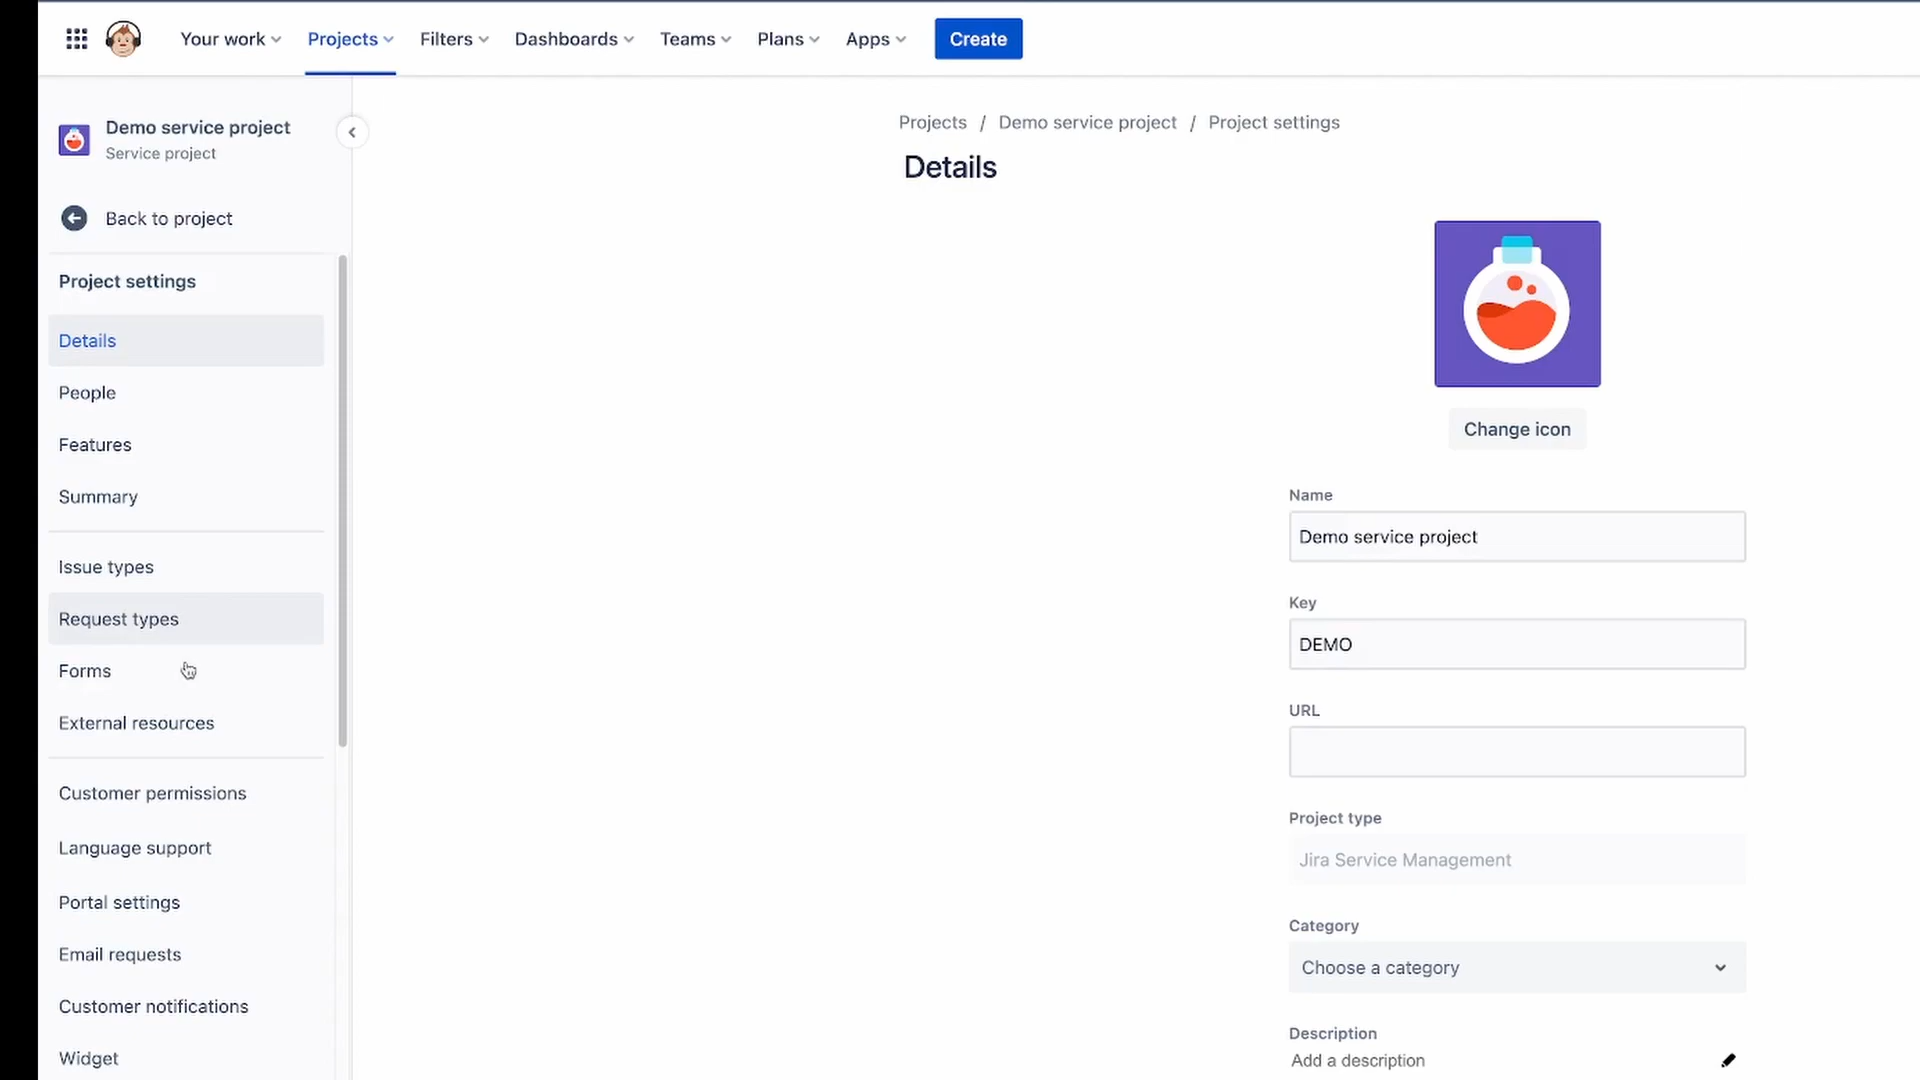 Your work
Projects
Filters
Dashboards
Teams
Plans
Apps
Create
Demo service project
Service project
Back to project
Project settings
Details
People
Features
Summary
Issue types
Request types
Forms
External resources
Customer permissions
Language support
Portal settings
Email requests
Customer notifications
Widget
Projects / Demo service project / Project settings
Details
Change icon
Name
Demo service project
Key
DEMO
URL
Project type
Jira Service Management
Category
Choose a category
Description
Add a description